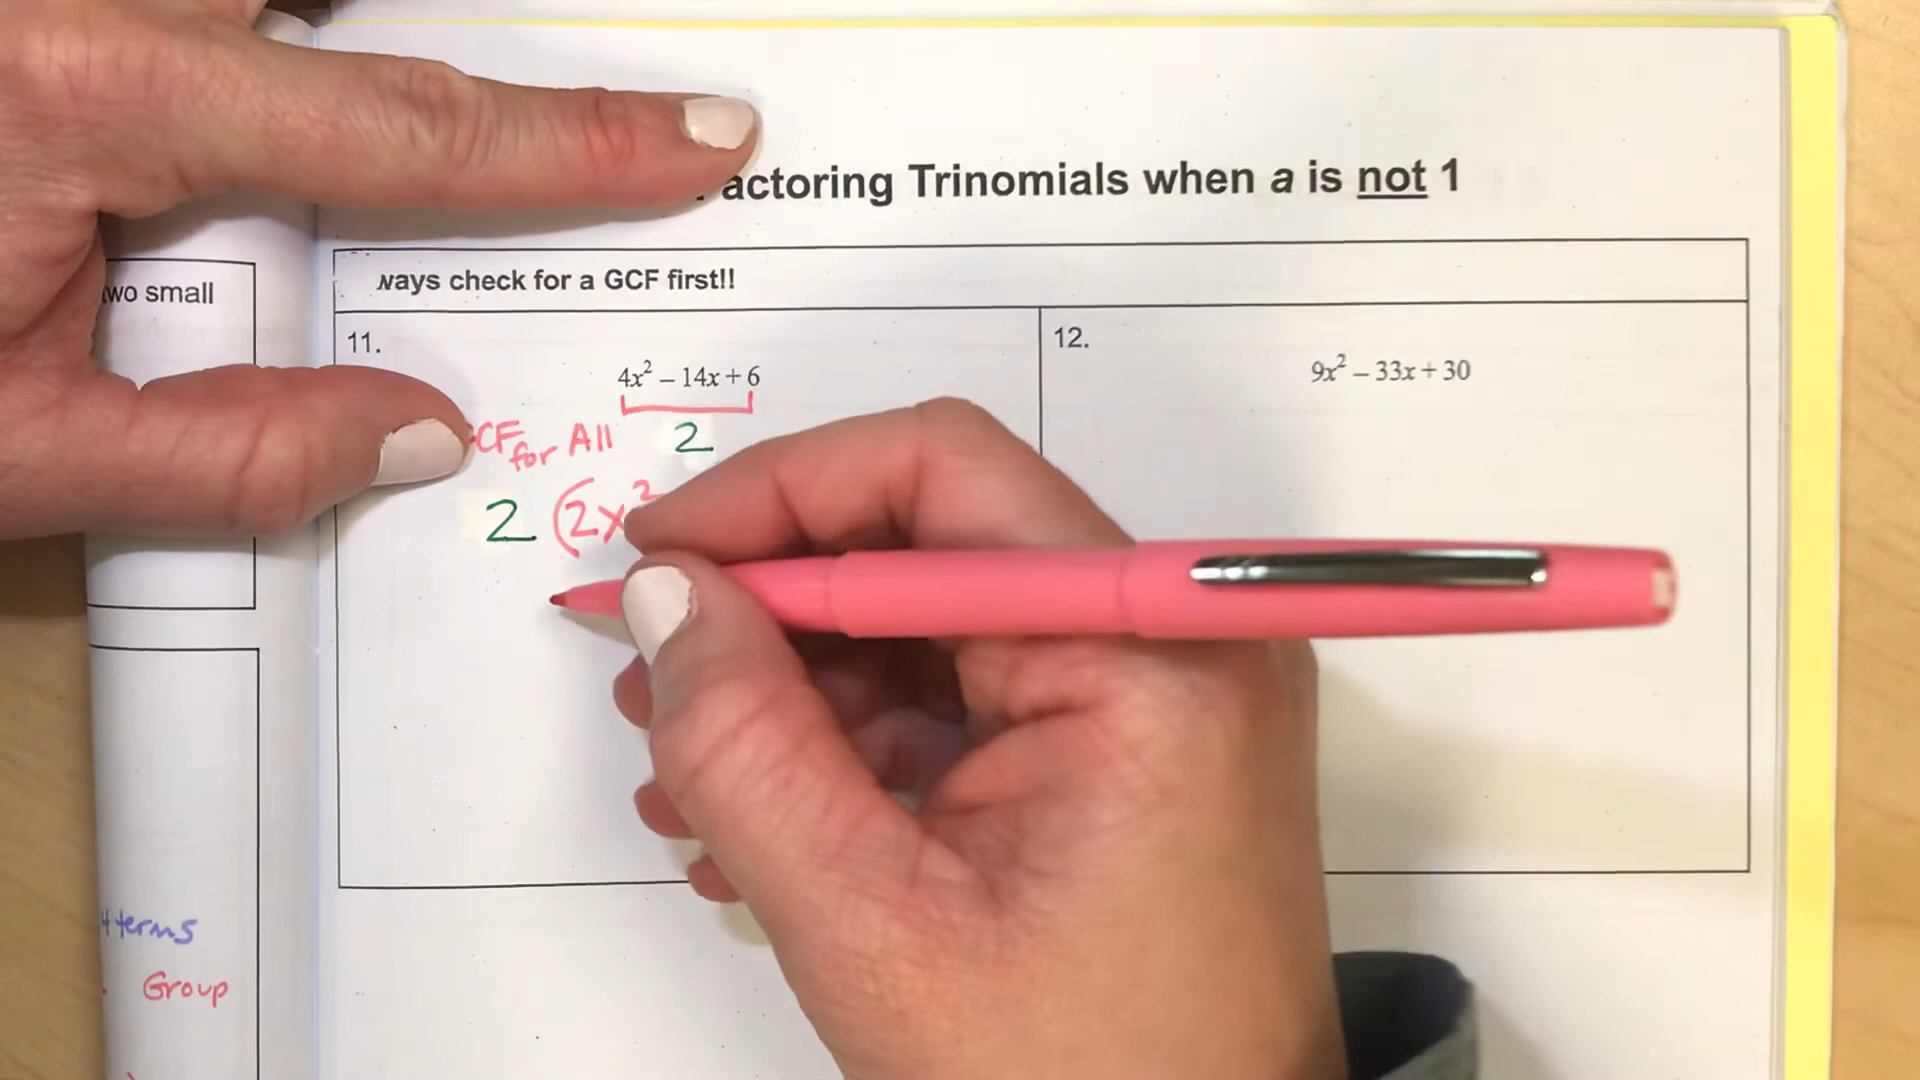 actoring Trinomials when a is not 1
ways check for a GCF first!!
wo small
11.
4x² – 14x + 6
CF for All 2
2 (2x²
12.
9x² – 33x + 30
4 terms
Group